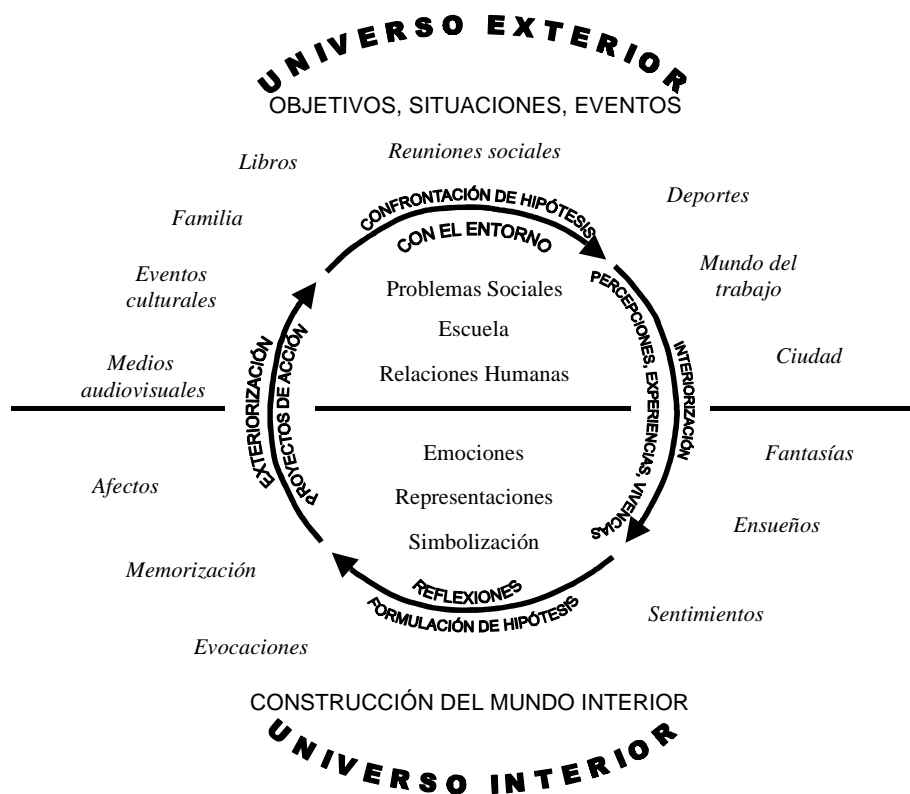 UNIVERSO EXTERIOR
OBJETIVOS, SITUACIONES, EVENTOS
Reuniones sociales
Libros
Deportes
Familia
CONFRONTACIÓN DE HIPÓTESIS
CON EL ENTORNO
Mundo del
trabajo
Eventos
culturales
Problemas Sociales
Escuela
Relaciones Humanas
Ciudad
Medios
audiovisuales
EXTERIORIZACIÓN
PROYECTOS DE ACCIÓN
PERCEPCIONES, EXPERIENCIAS, VIVENCIAS
INTERIORIZACIÓN
Emociones
Representaciones
Simbolización
Fantasías
Afectos
Ensueños
Memorización
REFLEXIONES
FORMULACIÓN DE HIPÓTESIS
Sentimientos
Evocaciones
CONSTRUCCIÓN DEL MUNDO INTERIOR
UNIVERSO INTERIOR